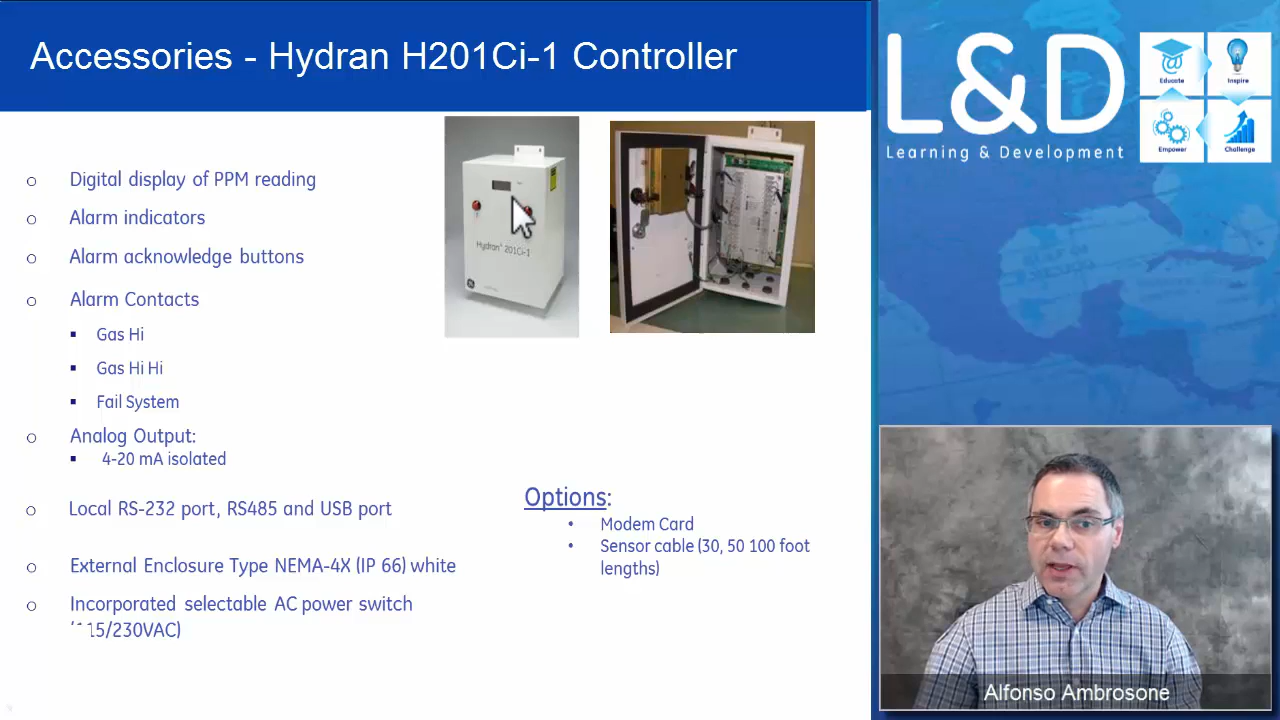 Accessories - Hydran H201Ci-1 Controller
Digital display of PPM reading
Alarm indicators
Alarm acknowledge buttons
Alarm Contacts
Gas Hi
Gas Hi Hi
Fail System
Analog Output:
4-20 mA isolated
Local RS-232 port, RS485 and USB port
External Enclosure Type NEMA-4X (IP 66) white
Incorporated selectable AC power switch
115/230VAC)
Hydran® 201Ci-1
Options:
Modem Card
Sensor cable (30, 50 100 foot
lengths)
L&D
Learning & Development
Educate
Inspire
Empower
Challenge
Alfonso Ambrosone